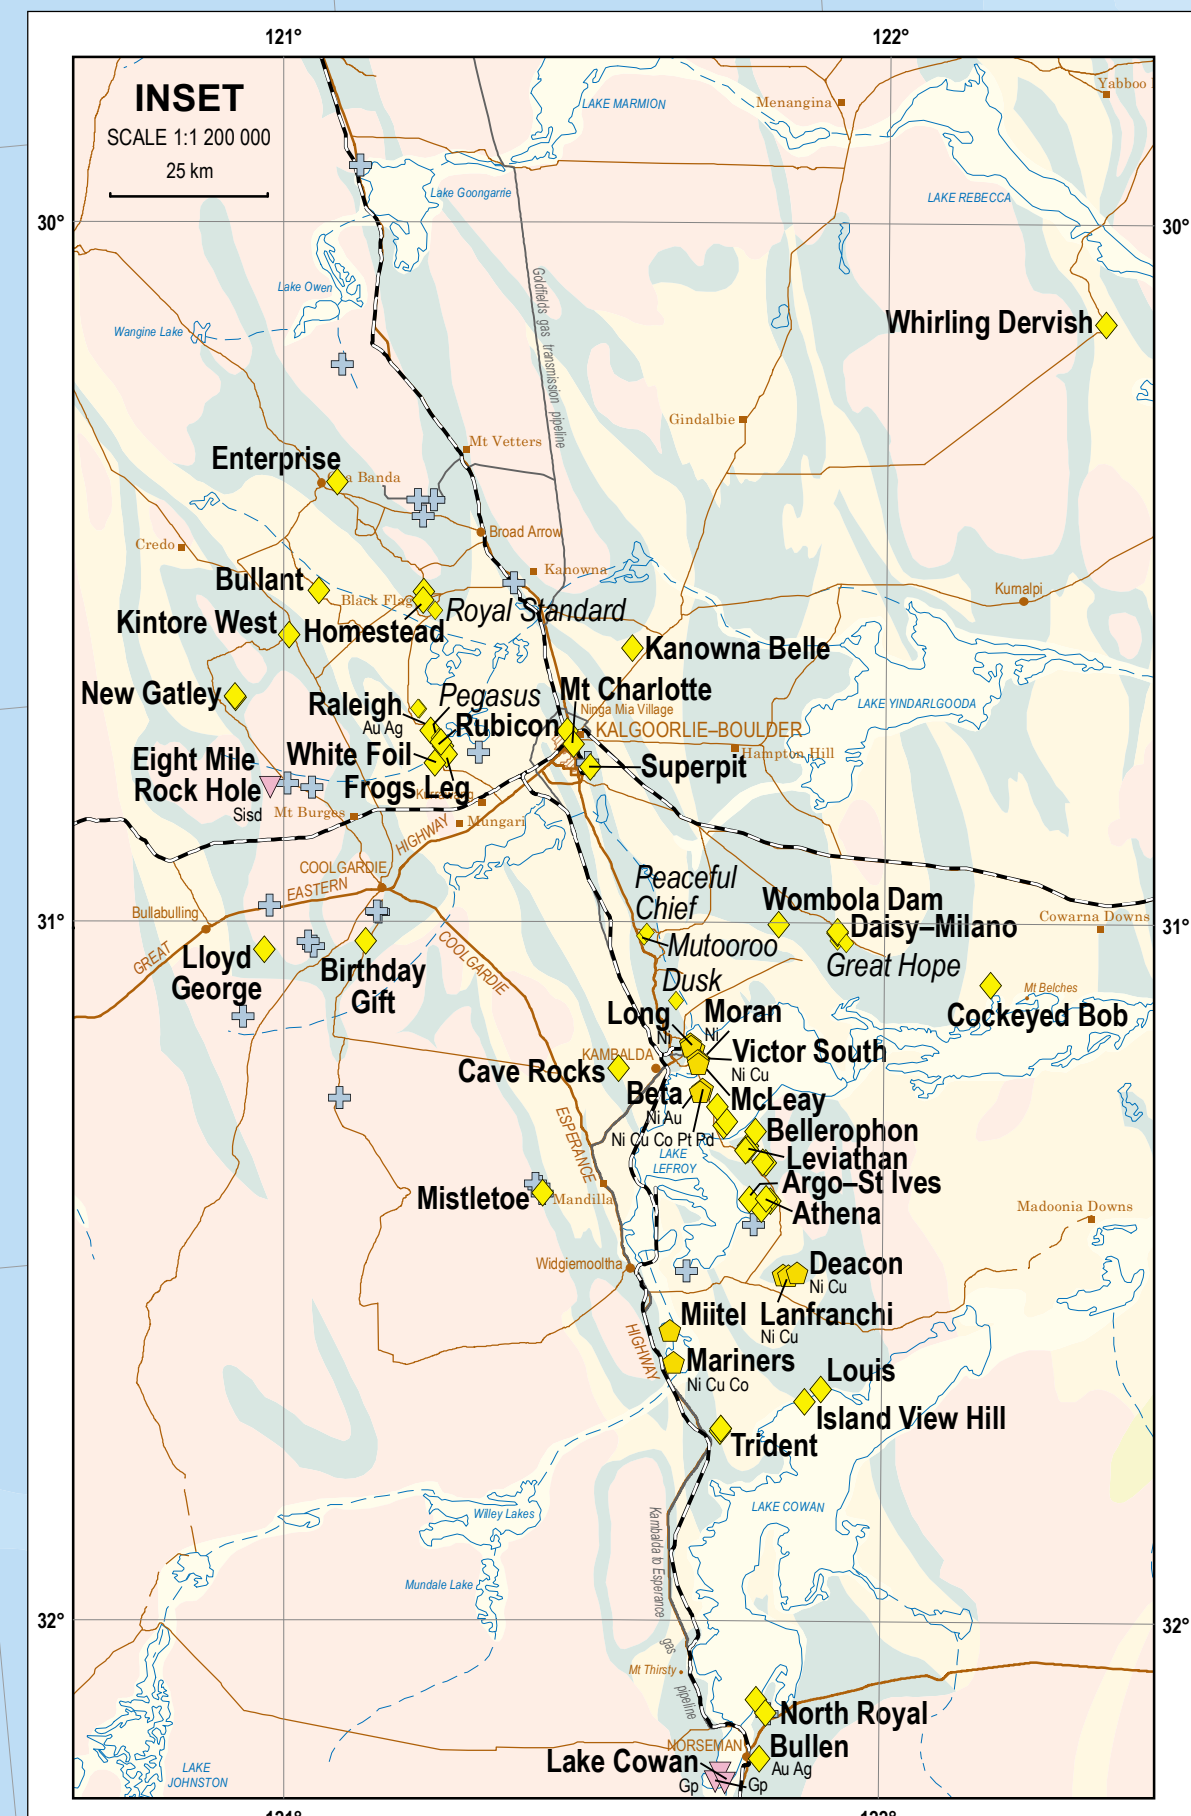 121°
122°
INSET
SCALE 1:1 200 000
25 km
LAKE MARMION
Menangina
Yabboo
Lake Goongarrie
LAKE REBECCA
30°
30°
Lake Owen
Goldfields gas transmission pipeline
Wangine Lake
Whirling Dervish
Gindalbie
Mt Vetters
Enterprise
Banda
Broad Arrow
Credo
Kanowna
Bullant
Black Flag
Kurnalpi
Royal Standard
Kintore West
Homestead
Kanowna Belle
New Gatley
Raleigh
Au Ag
Pegasus
Mt Charlotte
LAKE YINDARLGOODA
Ninga Mia Village
Rubicon
KALGOORLIE–BOULDER
White Foil
Hampton Hill
Eight Mile
Rock Hole
Sisd
Superpit
Frogs Leg
Mt Burges
Mungari
HIGHWAY
COOLGARDIE
EASTERN
Peaceful
Chief
Wombola Dam
Bullabulling
Cowarna Downs
31°
31°
Daisy–Milano
GREAT
Lloyd
George
COOLGARDIE
Mutooroo
Great Hope
Birthday
Gift
Dusk
Mt Belches
Long
Ni
Moran
Ni
Cockeyed Bob
KAMBALDA
Victor South
Ni Cu
Cave Rocks
Beta
Ni Au
McLeay
ESPERANCE
Ni Cu Co Pt Pd
Bellerophon
LAKE
LEFROY
Leviathan
Argo–St Ives
Mistletoe
Mandilla
Athena
Madoonia Downs
Widgiemooltha
Deacon
Ni Cu
Miitel
Lanfranchi
Ni Cu
HIGHWAY
Mariners
Ni Cu Co
Louis
Island View Hill
Trident
Willey Lakes
LAKE COWAN
Kambalda to Esperance gas pipeline
Mundale Lake
32°
32°
Mt Thirsty
North Royal
NORSEMAN
Bullen
Au Ag
Lake Cowan
Gp
Gp
LAKE
JOHNSTON